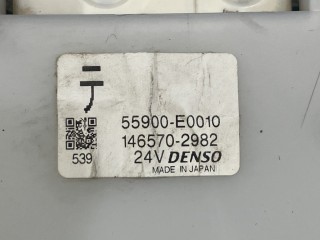 テ
55900-E0010
146570-2982
539 24V DENSO
MADE IN JAPAN